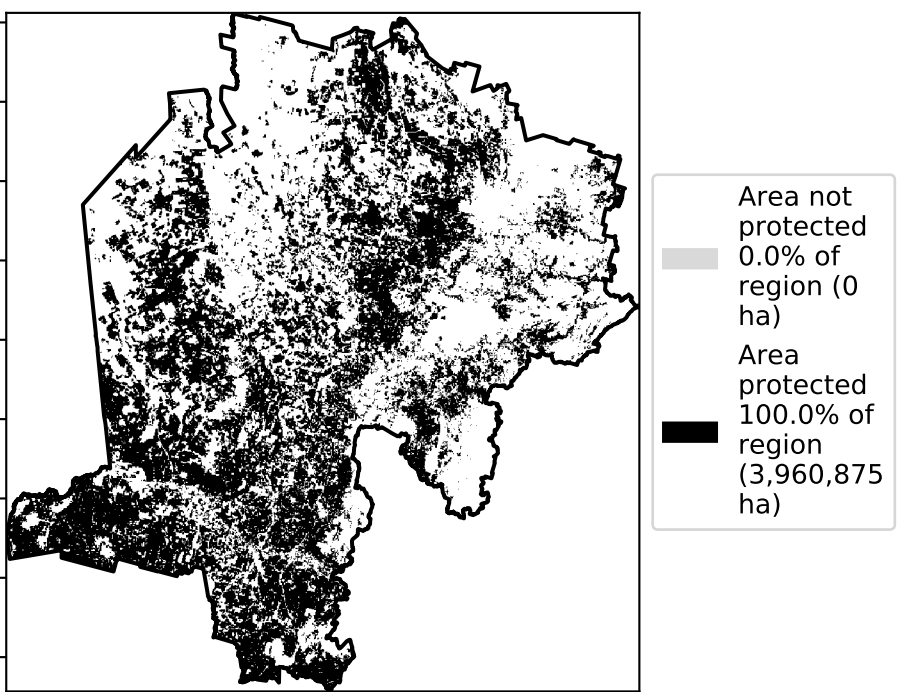 Area not
protected
0.0% of
region (0
ha)
Area
protected
100.0% of
region
(3,960,875
ha)